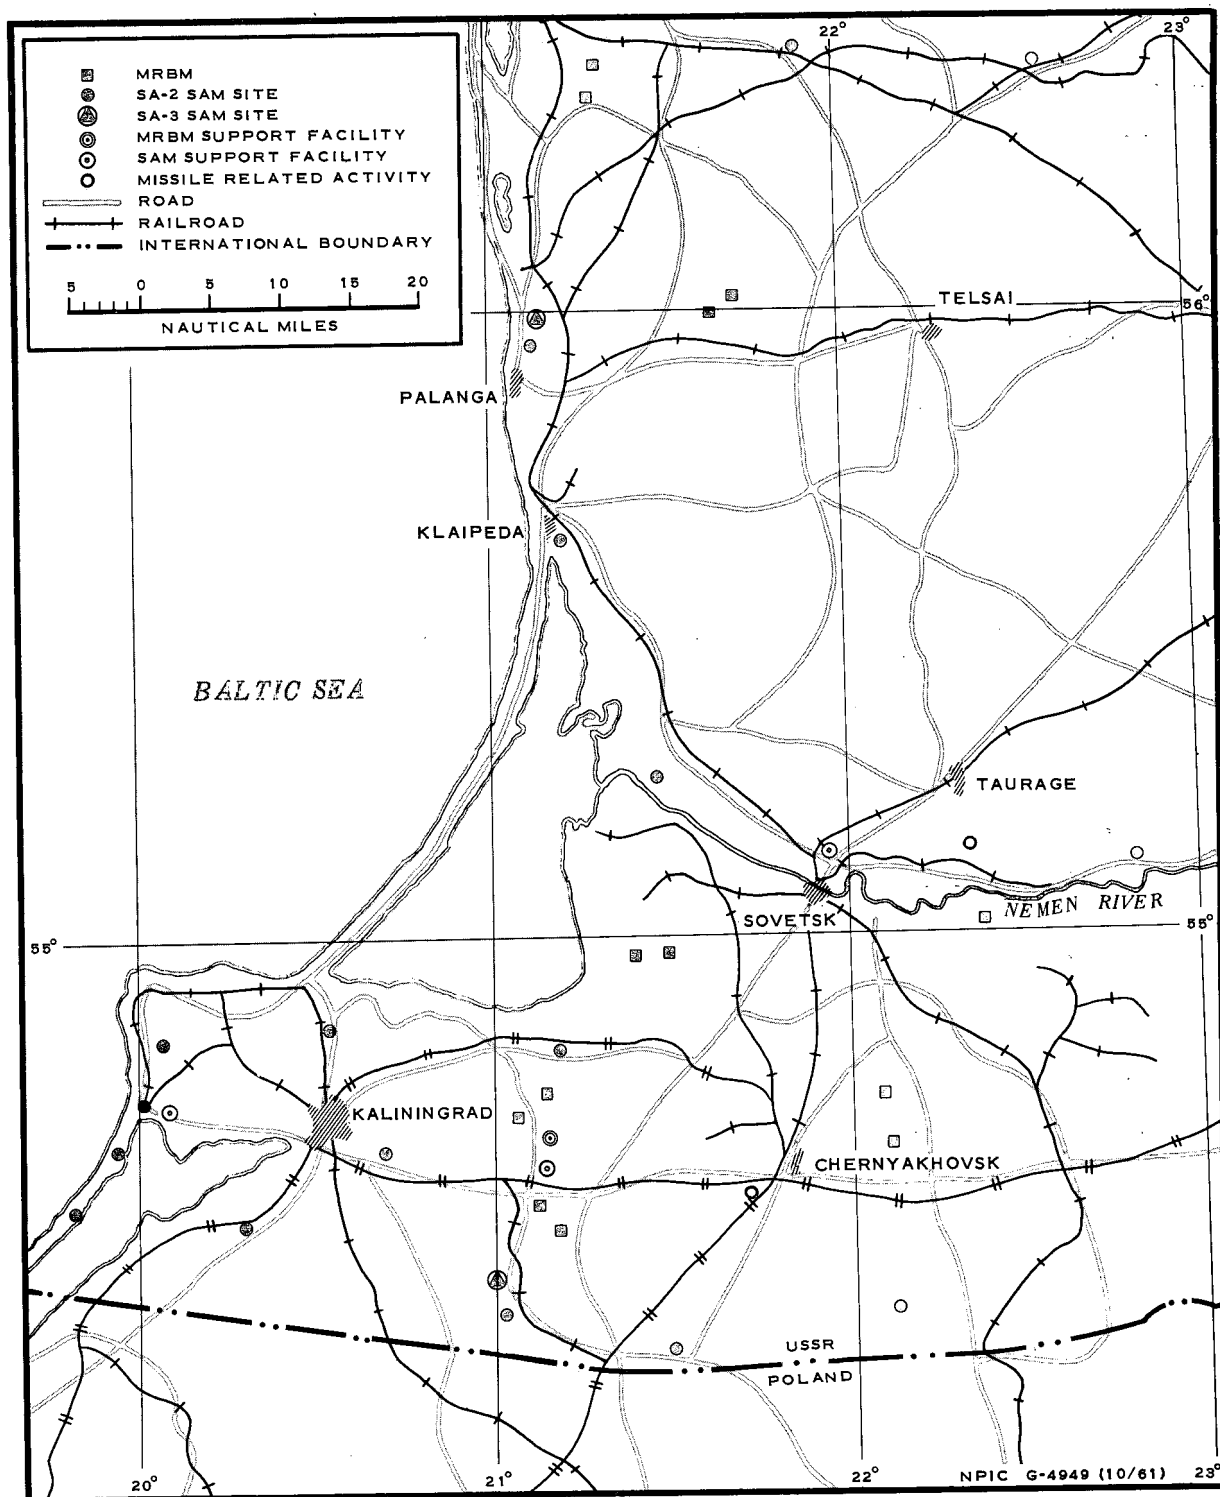 22°
23°
MRBM
SA-2 SAM SITE
SA-3 SAM SITE
MRBM SUPPORT FACILITY
SAM SUPPORT FACILITY
MISSILE RELATED ACTIVITY
ROAD
RAILROAD
INTERNATIONAL BOUNDARY
5 0 5 10 15 20
NAUTICAL MILES
TELSAI
56°
PALANGA
KLAIPEDA
BALTIC SEA
TAURAGE
NEMEN RIVER
SOVETSK
55°
55°
KALININGRAD
CHERNYAKHOVSK
USSR
POLAND
20°
21°
22°
NPIC G-4949 (10/61)
23°